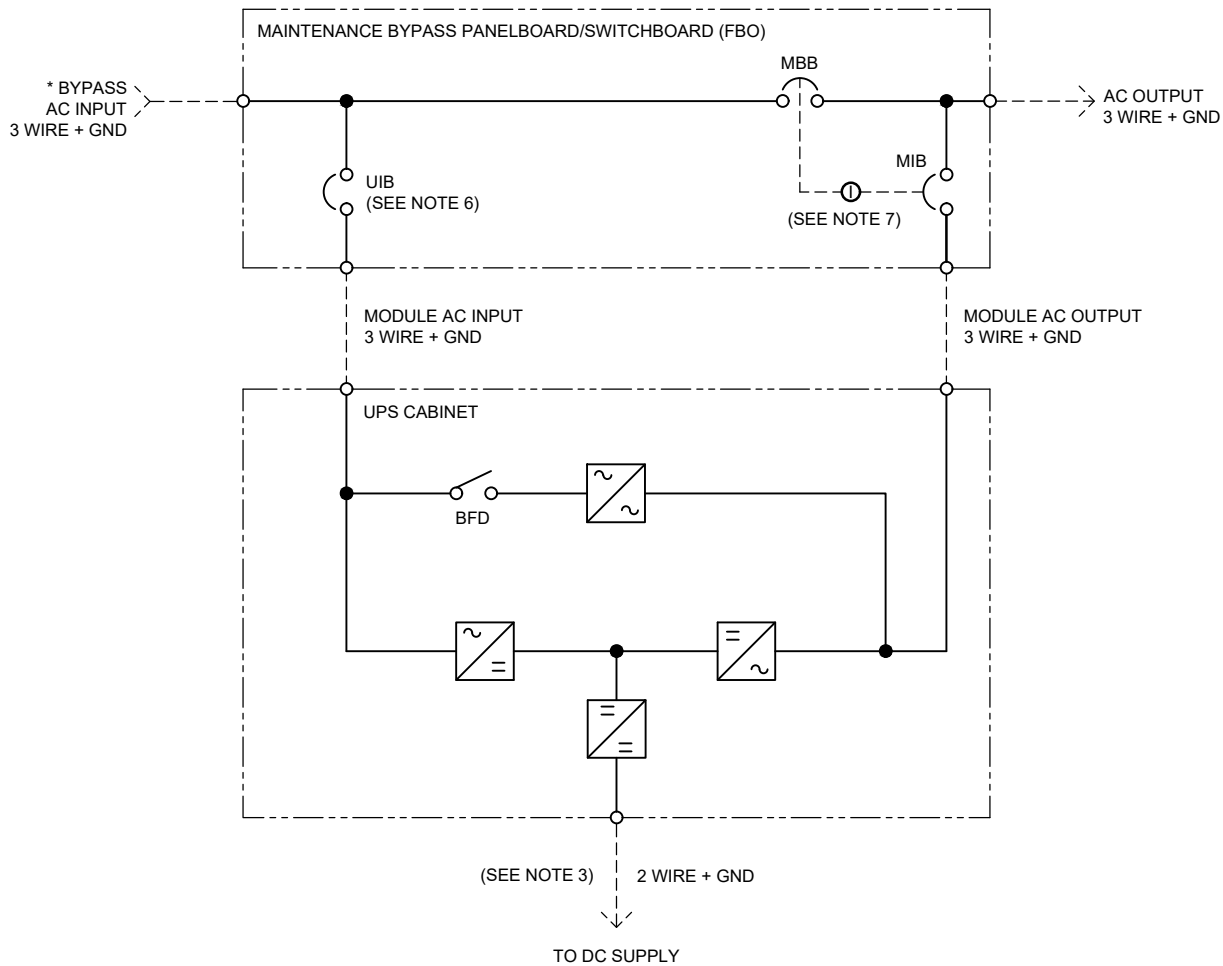 MAINTENANCE BYPASS PANELBOARD/SWITCHBOARD (FBO)
MBB
* BYPASS
AC INPUT
3 WIRE + GND
AC OUTPUT
3 WIRE + GND
UIB
(SEE NOTE 6)
MIB
(SEE NOTE 7)
MODULE AC INPUT
3 WIRE + GND
MODULE AC OUTPUT
3 WIRE + GND
UPS CABINET
BFD
(SEE NOTE 3)
2 WIRE + GND
TO DC SUPPLY